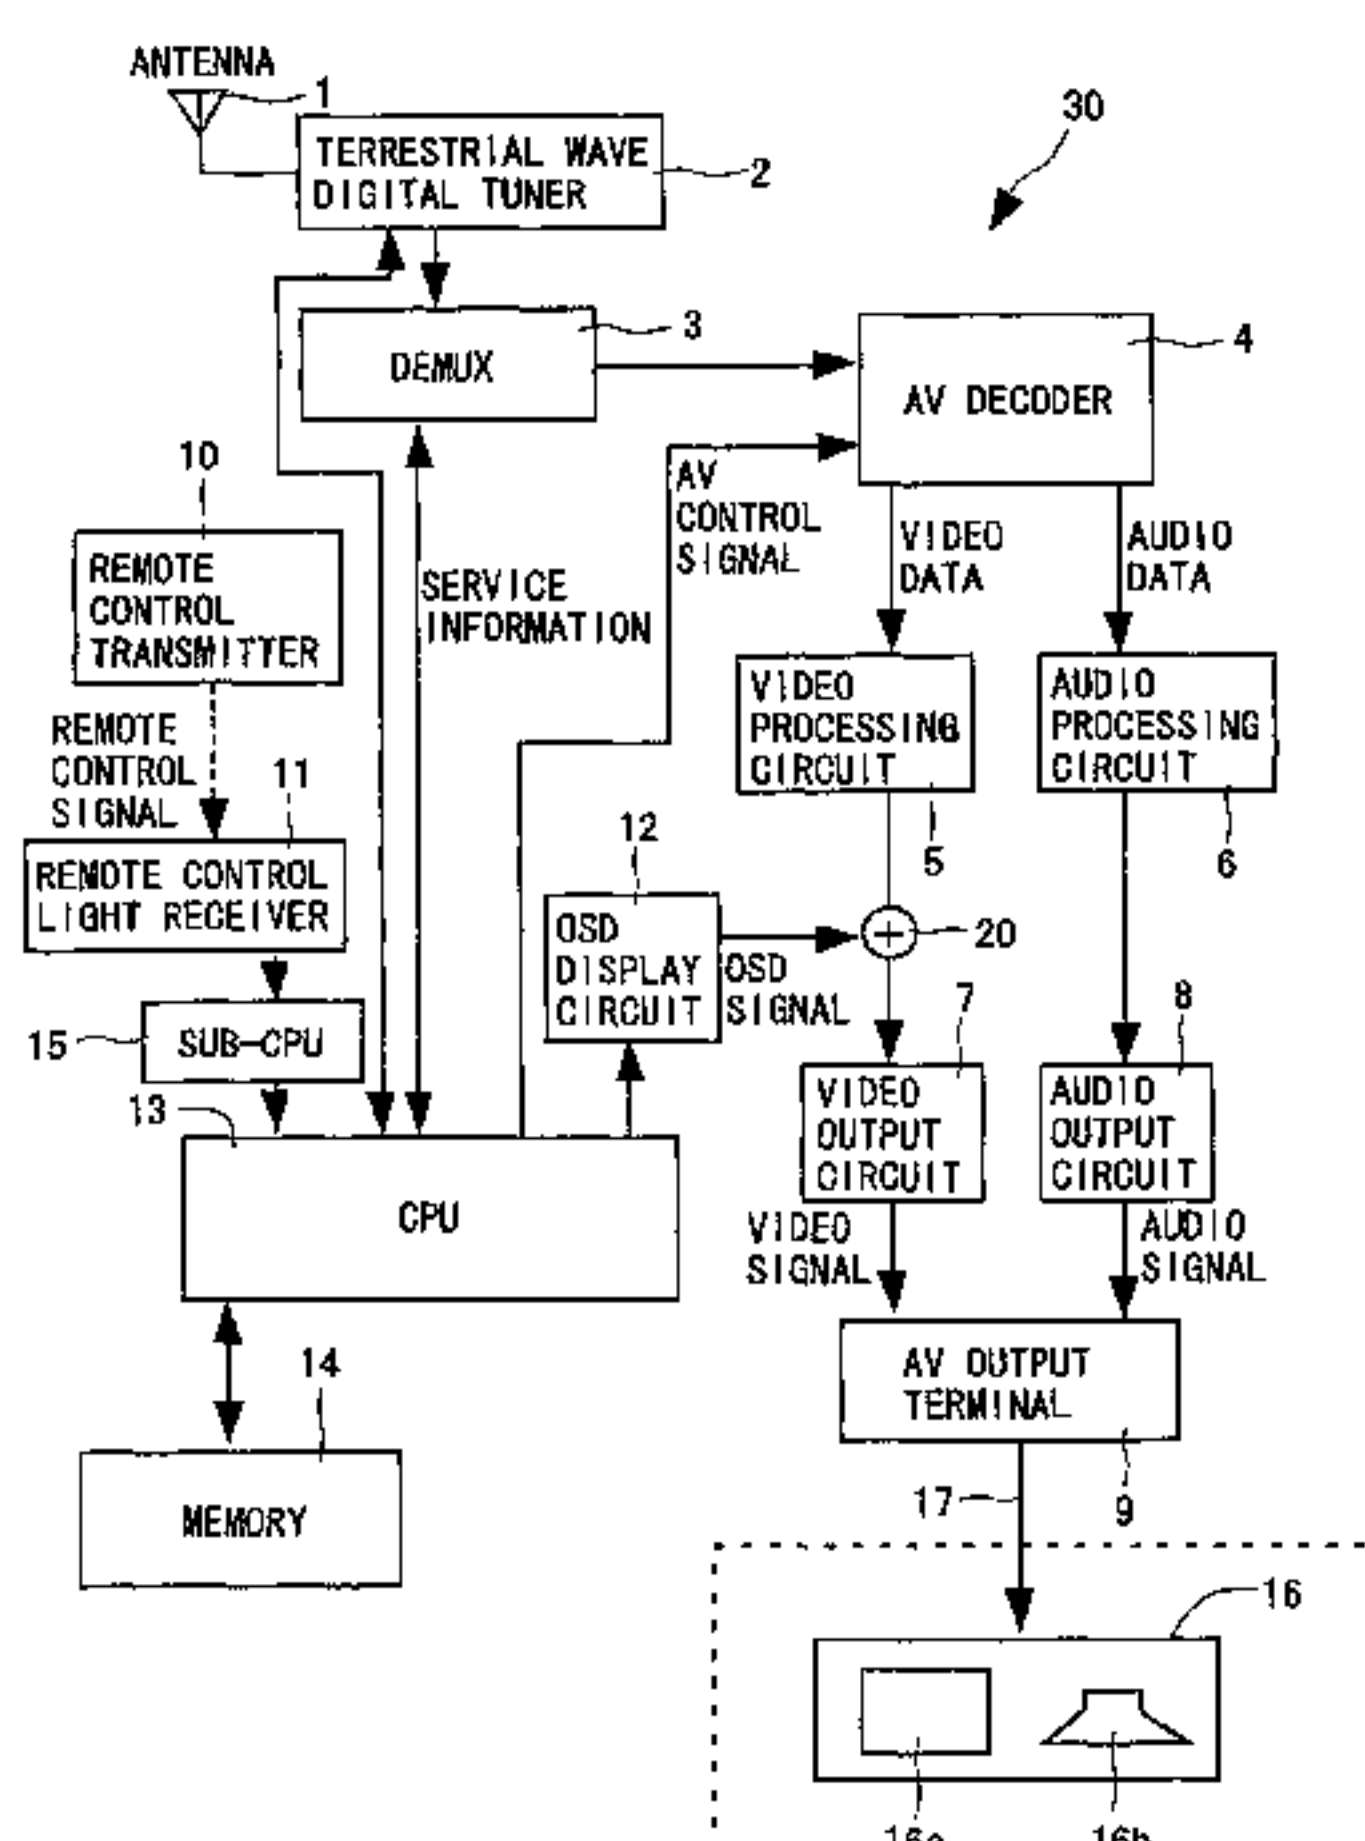 ANTENNA
1
TERRESTRIAL WAVE
DIGITAL TUNER
2
30
DEMUX
3
AV DECODER
4
10
REMOTE
CONTROL
TRANSMITTER
SERVICE
INFORMATION
AV
CONTROL
SIGNAL
VIDEO
DATA
AUDIO
DATA
REMOTE
CONTROL
SIGNAL
11
VIDEO
PROCESSING
CIRCUIT
5
AUDIO
PROCESSING
CIRCUIT
6
REMOTE CONTROL
LIGHT RECEIVER
12
OSD
DISPLAY
CIRCUIT
OSD
SIGNAL
+
20
15
SUB-CPU
7
8
13
CPU
VIDEO
OUTPUT
CIRCUIT
AUDIO
OUTPUT
CIRCUIT
VIDEO
SIGNAL
AUDIO
SIGNAL
14
MEMORY
AV OUTPUT
TERMINAL
9
17
16
16a
16b